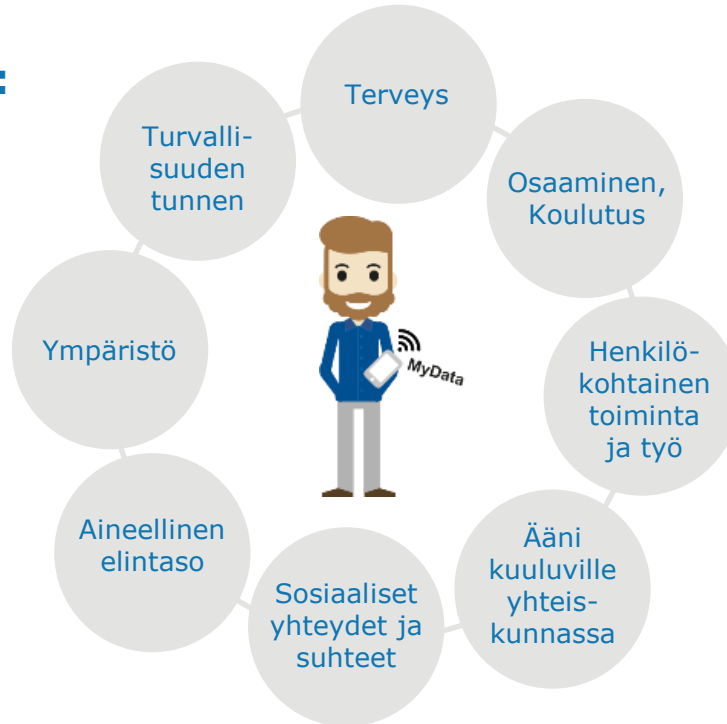 :
Terveys
Osaaminen,
Koulutus
Henkilö-
kohtainen
toiminta
ja työ
Ääni
kuuluville
yhteis-
kunnassa
Sosiaaliset
yhteydet ja
suhteet
Aineellinen
elintaso
Ympäristö
Turvalli-
suuden
tunnen
MyData